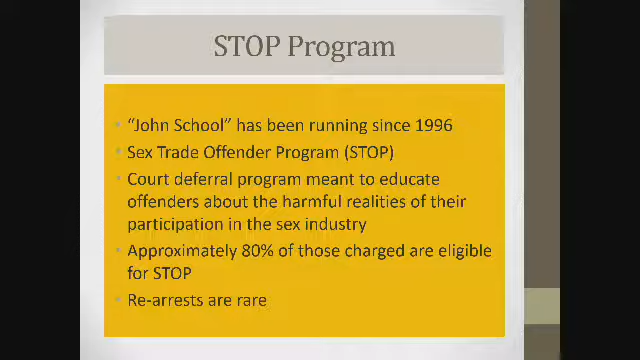 STOP Program
• “John School” has been running since 1996
• Sex Trade Offender Program (STOP)
• Court deferral program meant to educate
offenders about the harmful realities of their
participation in the sex industry
• Approximately 80% of those charged are eligible
for STOP
• Re-arrests are rare